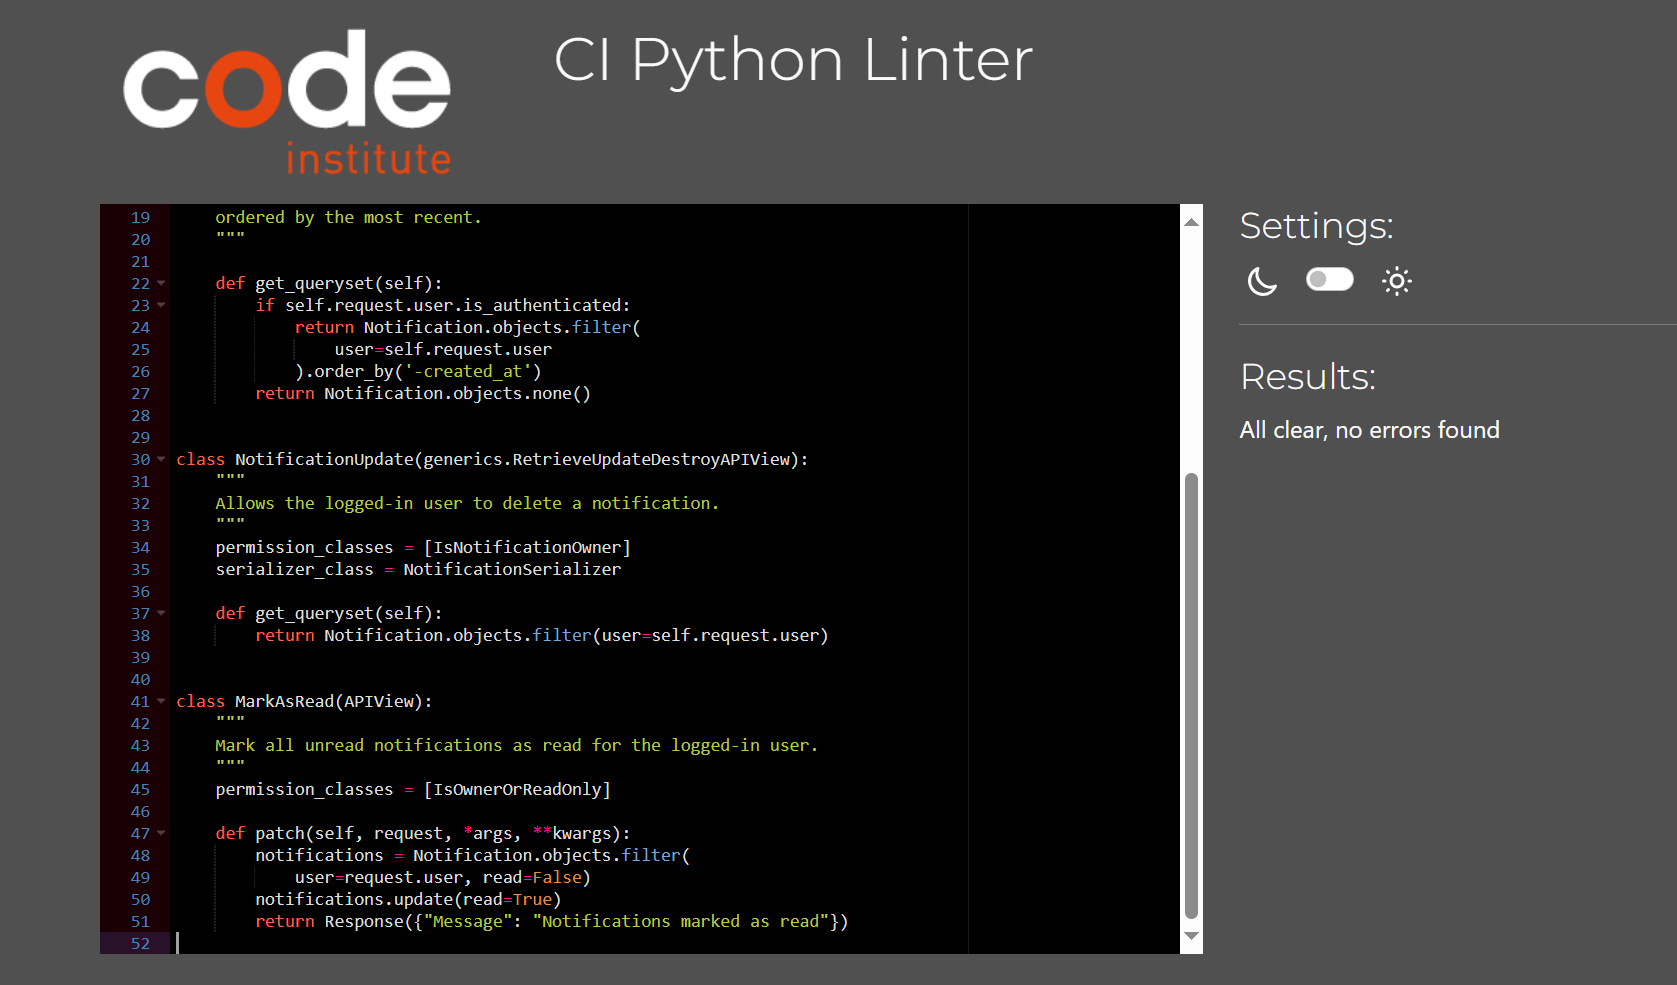 code
institute
CI Python Linter
19 ordered by the most recent.
20 """
21
22 def get_queryset(self):
23 if self.request.user.is_authenticated:
24 return Notification.objects.filter(
25 user=self.request.user
26 ).order_by('-created_at')
27 return Notification.objects.none()
28
29
30 class NotificationUpdate(generics.RetrieveUpdateDestroyAPIView):
31 """
32 Allows the logged-in user to delete a notification.
33 """
34 permission_classes = [IsNotificationOwner]
35 serializer_class = NotificationSerializer
36
37 def get_queryset(self):
38 return Notification.objects.filter(user=self.request.user)
39
40
41 class MarkAsRead(APIView):
42 """
43 Mark all unread notifications as read for the logged-in user.
44 """
45 permission_classes = [IsOwnerOrReadOnly]
46
47 def patch(self, request, *args, **kwargs):
48 notifications = Notification.objects.filter(
49 user=request.user, read=False)
50 notifications.update(read=True)
51 return Response({"Message": "Notifications marked as read"})
52
Settings:
Results:
All clear, no errors found